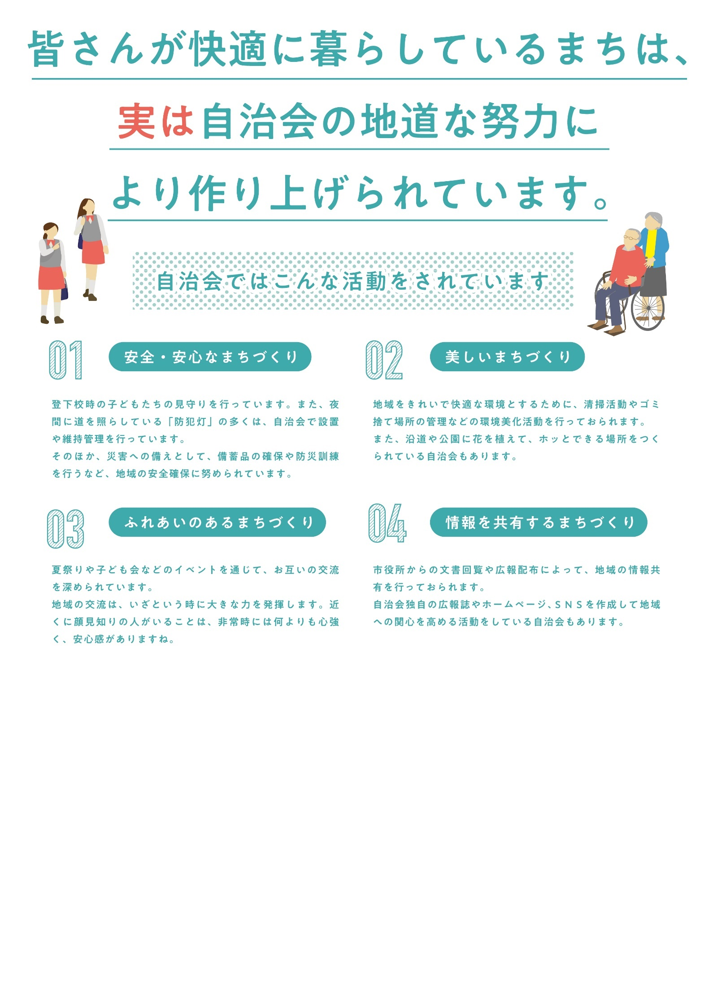 皆さんが快適に暮らしているまちは、
実は自治会の地道な努力に
より作り上げられています。
自治会ではこんな活動をされています
01
安全・安心なまちづくり
登下校時の子どもたちの見守りを行っています。また、夜
間に道を照らしている「防犯灯」の多くは、自治会で設置
や維持管理を行っています。
そのほか、災害への備えとして、備蓄品の確保や防災訓練
を行うなど、地域の安全確保に努められています。
02
美しいまちづくり
地域をきれいで快適な環境とするために、清掃活動やゴミ
捨て場所の管理などの環境美化活動を行っておられます。
また、沿道や公園に花を植えて、ホッとできる場所をつく
られている自治会もあります。
03
ふれあいのあるまちづくり
夏祭りや子ども会などのイベントを通じて、お互いの交流
を深められています。
地域の交流は、いざという時に大きな力を発揮します。近
くに顔見知りの人がいることは、非常時には何よりも心強
く、安心感がありますね。
04
情報を共有するまちづくり
市役所からの文書回覧や広報配布によって、地域の情報共
有を行っておられます。
自治会独自の広報誌やホームページ、ＳＮＳを作成して地域
への関心を高める活動をしている自治会もあります。